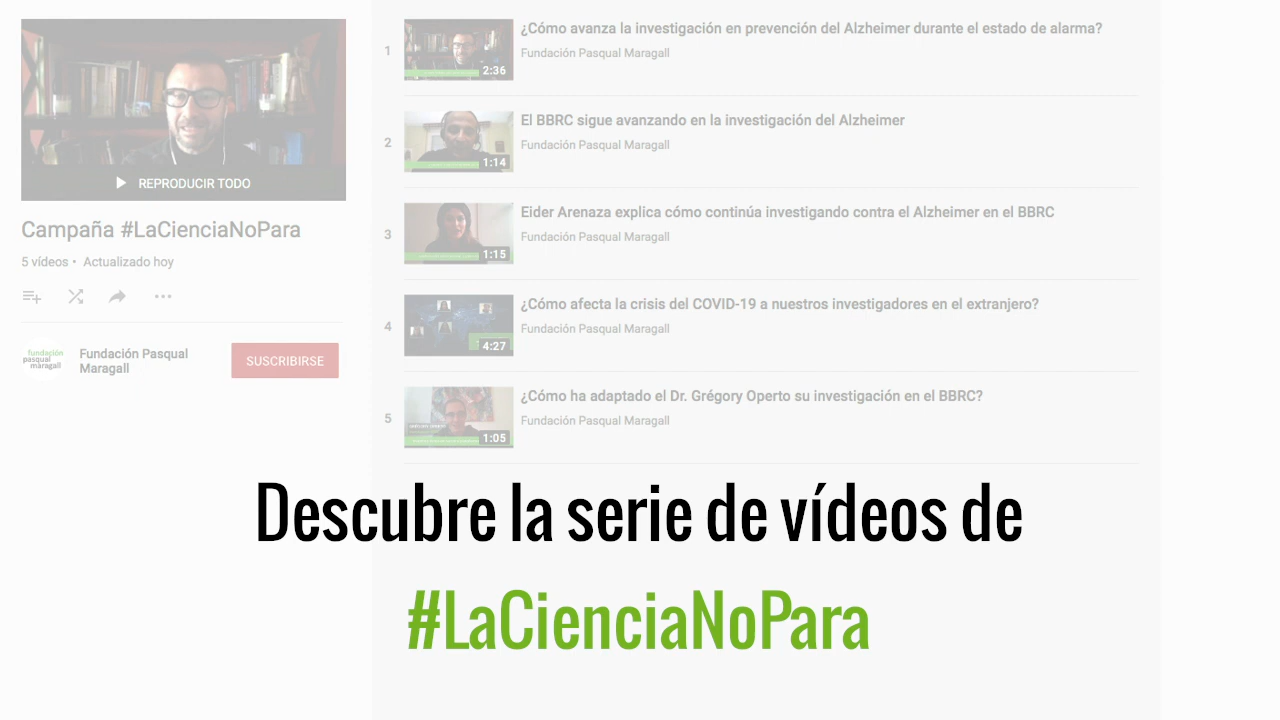 REPRODUCIR TODO
Campaña #LaCienciaNoPara
5 vídeos • Actualizado hoy
fundación
pasqual
maragall
Fundación Pasqual
Maragall
SUSCRIBIRSE
1
2:36
¿Cómo avanza la investigación en prevención del Alzheimer durante el estado de alarma?
Fundación Pasqual Maragall
2
1:14
El BBRC sigue avanzando en la investigación del Alzheimer
Fundación Pasqual Maragall
3
1:15
Eider Arenaza explica cómo continúa investigando contra el Alzheimer en el BBRC
Fundación Pasqual Maragall
4
4:27
¿Cómo afecta la crisis del COVID-19 a nuestros investigadores en el extranjero?
Fundación Pasqual Maragall
5
1:05
¿Cómo ha adaptado el Dr. Grégory Operto su investigación en el BBRC?
Fundación Pasqual Maragall
Descubre la serie de vídeos de
#LaCienciaNoPara